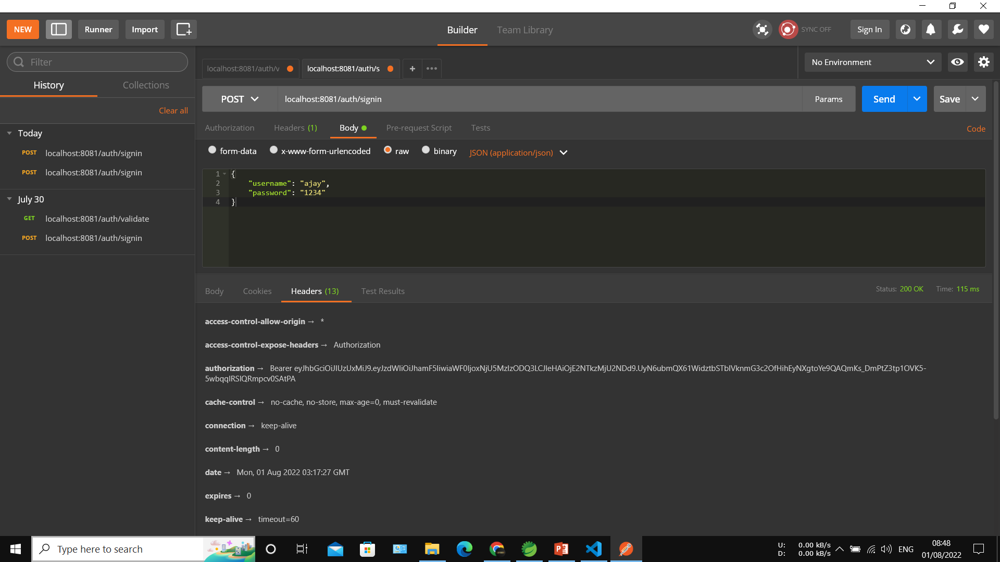 NEW
Runner
Import
Builder
Team Library
SYNC OFF
Sign In
Filter
History
Collections
Clear all
Today
POST localhost:8081/auth/signin
POST localhost:8081/auth/signin
July 30
GET localhost:8081/auth/validate
POST localhost:8081/auth/signin
localhost:8081/auth/v
localhost:8081/auth/s
No Environment
POST
localhost:8081/auth/signin
Params
Send
Save
Authorization
Headers (1)
Body
Pre-request Script
Tests
Code
form-data
x-www-form-urlencoded
raw
binary
JSON (application/json)
1 {
2 "username": "ajay",
3 "password": "1234"
4 }
Body
Cookies
Headers (13)
Test Results
Status: 200 OK
Time: 115 ms
access-control-allow-origin → *
access-control-expose-headers → Authorization
authorization → Bearer
cache-control → no-cache, no-store, max-age=0, must-revalidate
connection → keep-alive
content-length → 0
date → Mon, 01 Aug 2022 03:17:27 GMT
expires → 0
keep-alive → timeout=60
Type here to search
U: 0.00 kB/s
D: 0.00 kB/s
ENG
08:48
01/08/2022